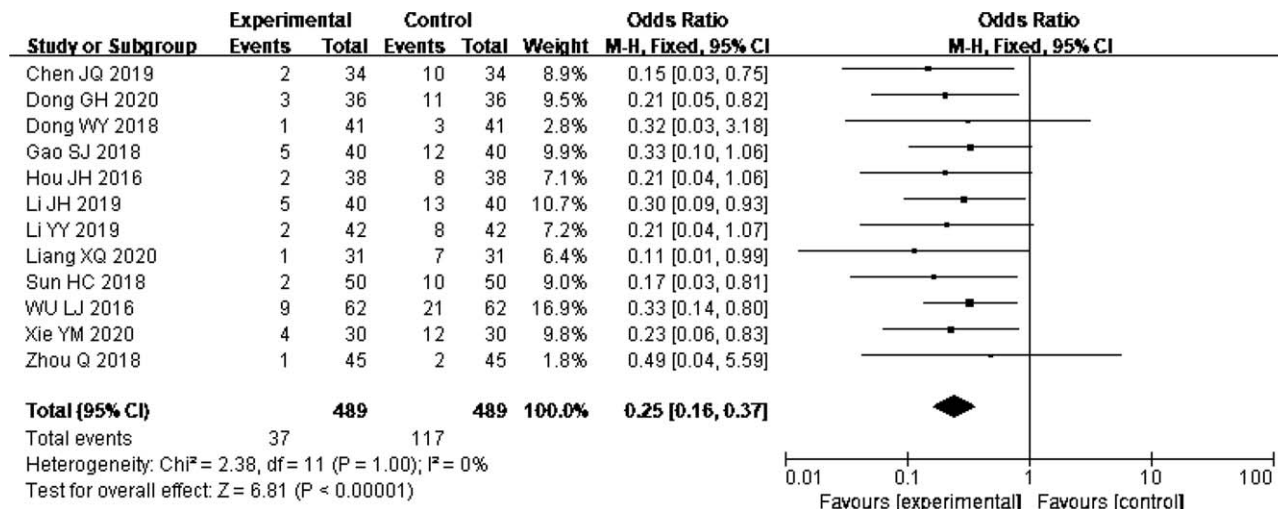 Experimental Control Odds Ratio Odds Ratio
Study or Subgroup Events Total Events Total Weight M-H, Fixed, 95% CI M-H, Fixed, 95% CI
Chen JQ 2019 2 34 10 34 8.9% 0.15 [0.03, 0.75]
Dong GH 2020 3 36 11 36 9.5% 0.21 [0.05, 0.82]
Dong WY 2018 1 41 3 41 2.8% 0.32 [0.03, 3.18]
Gao SJ 2018 5 40 12 40 9.9% 0.33 [0.10, 1.06]
Hou JH 2016 2 38 8 38 7.1% 0.21 [0.04, 1.06]
Li JH 2019 5 40 13 40 10.7% 0.30 [0.09, 0.93]
Li YY 2019 2 42 8 42 7.2% 0.21 [0.04, 1.07]
Liang XQ 2020 1 31 7 31 6.4% 0.11 [0.01, 0.99]
Sun HC 2018 2 50 10 50 9.0% 0.17 [0.03, 0.81]
WU LJ 2016 9 62 21 62 16.9% 0.33 [0.14, 0.80]
Xie YM 2020 4 30 12 30 9.8% 0.23 [0.06, 0.83]
Zhou Q 2018 1 45 2 45 1.8% 0.49 [0.04, 5.59]
Total (95% CI) 489 489 100.0% 0.25 [0.16, 0.37]
Total events 37 117
Heterogeneity: Chi² = 2.38, df = 11 (P = 1.00); I² = 0%
Test for overall effect: Z = 6.81 (P < 0.00001)
0.01 0.1 1 10 100
Favours [experimental] Favours [control]